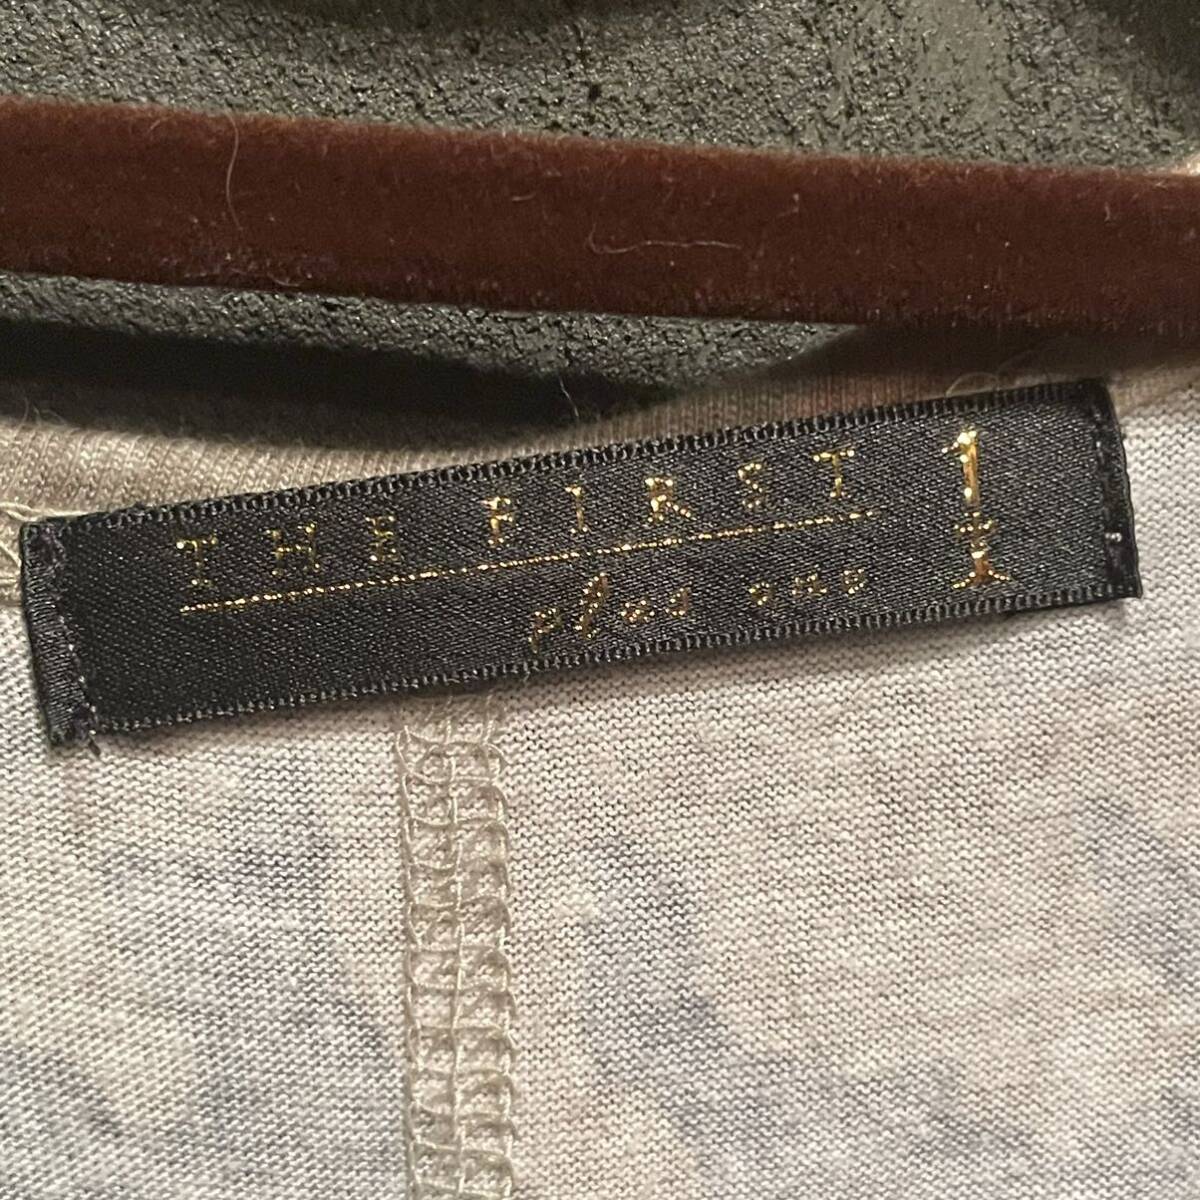 THE FIRST
plus one
1